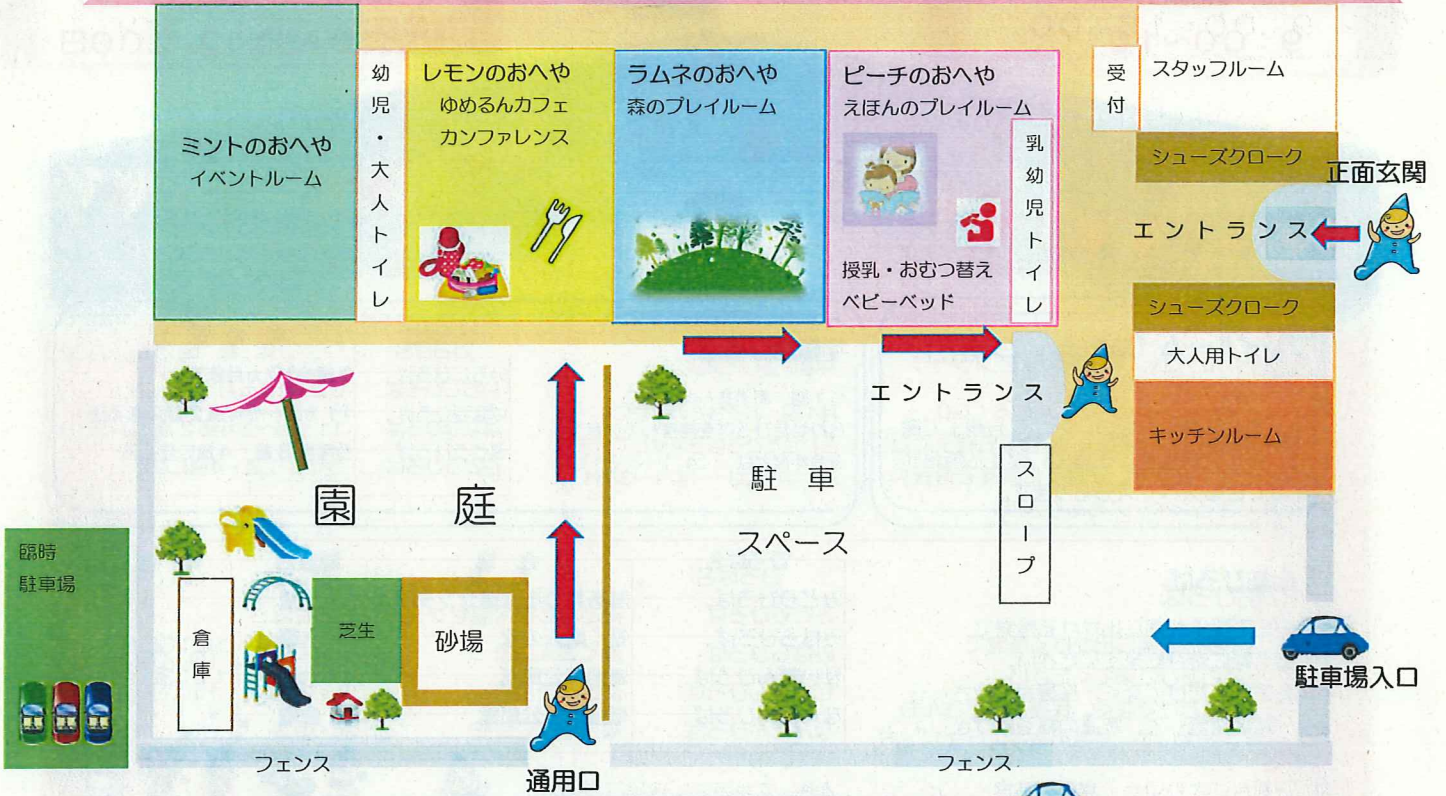 ミントのおへや
イベントルーム
幼児・大人トイレ
レモンのおへや
ゆめるんカフェ
カンファレンス
ラムネのおへや
森のプレイルーム
ピーチのおへや
えほんのプレイルーム
乳幼児トイレ
授乳・おむつ替え
ベビーベッド
受付
スタッフルーム
シューズクローク
正面玄関
エントランス
シューズクローク
大人用トイレ
キッチンルーム
エントランス
スロープ
園庭
駐車
スペース
臨時
駐車場
倉庫
芝生
砂場
駐車場入口
フェンス
通用口
フェンス